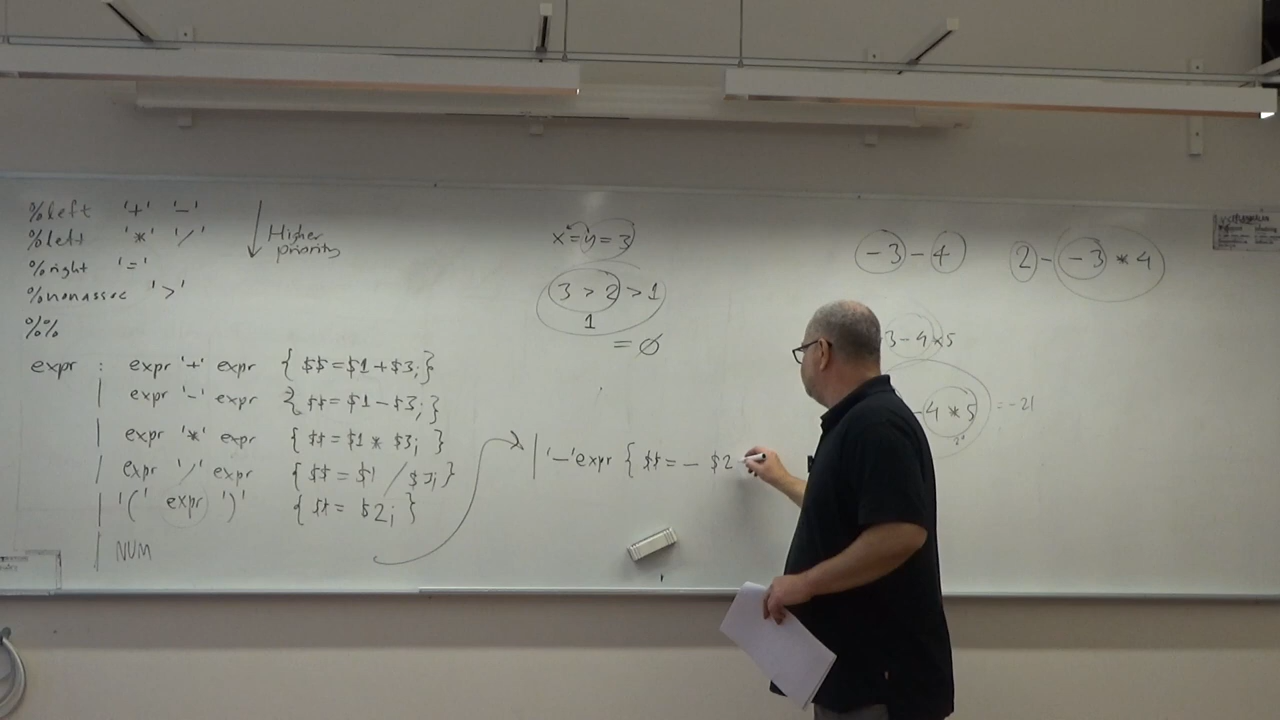 %left '+' '-'
%left '*' '/'
%right '='
%nonassoc '>'
%%
expr : expr '+' expr { $$=$1+$3;}
| expr '-' expr { $$=$1-$3;}
| expr '*' expr { $$=$1 * $3; }
| expr '/' expr { $$=$1 /$3;}
| '(' expr ')' { $$= $2; }
| NUM
Higher
priority
x=y=3
3 > 2 > 1
1
= 0
| '-'expr { $$= - $2
-3-4
2- -3 * 4
3-4*5
-4 * 5 = -21